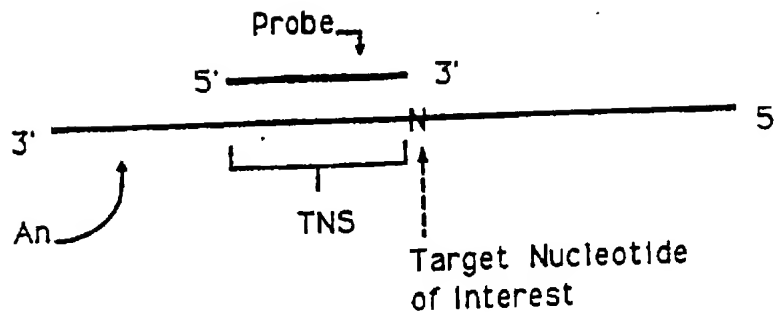 Probe
5' 3'
3' N 5
An
TNS
Target Nucleotide
of Interest